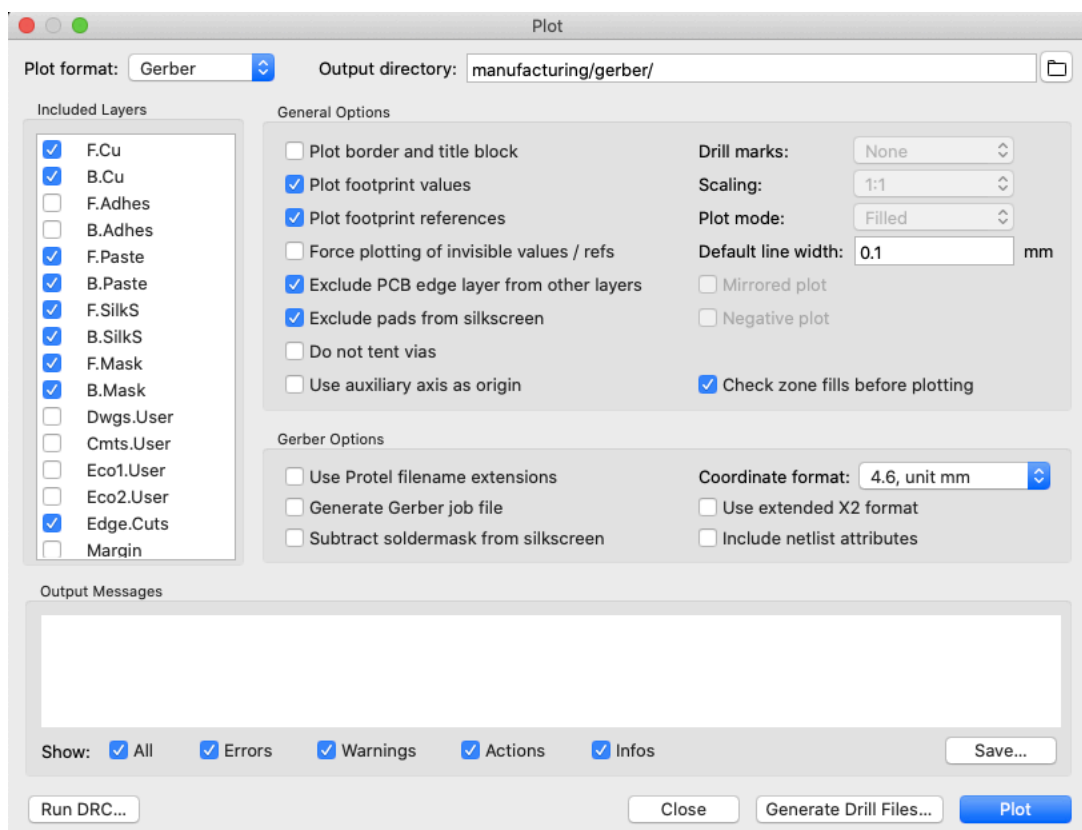 Plot
Plot format: Gerber
Output directory: manufacturing/gerber/
Included Layers
F.Cu
B.Cu
F.Adhes
B.Adhes
F.Paste
B.Paste
F.SilkS
B.SilkS
F.Mask
B.Mask
Dwgs.User
Cmts.User
Eco1.User
Eco2.User
Edge.Cuts
Margin
General Options
Plot border and title block
Plot footprint values
Plot footprint references
Force plotting of invisible values / refs
Exclude PCB edge layer from other layers
Exclude pads from silkscreen
Do not tent vias
Use auxiliary axis as origin
Drill marks: None
Scaling: 1:1
Plot mode: Filled
Default line width: 0.1 mm
Mirrored plot
Negative plot
Check zone fills before plotting
Gerber Options
Use Protel filename extensions
Generate Gerber job file
Subtract soldermask from silkscreen
Coordinate format: 4.6, unit mm
Use extended X2 format
Include netlist attributes
Output Messages
Show: All Errors Warnings Actions Infos Save...
Run DRC... Close Generate Drill Files... Plot